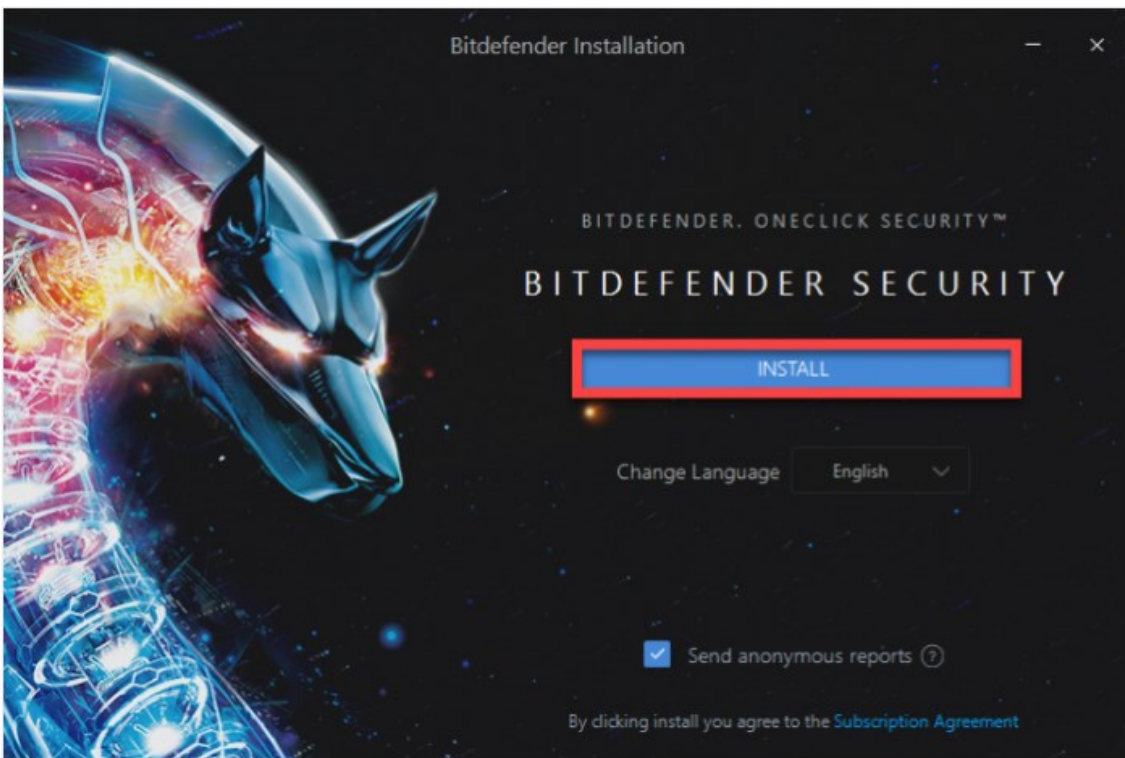 Bitdefender Installation
BITDEFENDER. ONECLICK SECURITY™
BITDEFENDER SECURITY
INSTALL
Change Language English
Send anonymous reports ?
By clicking install you agree to the Subscription Agreement